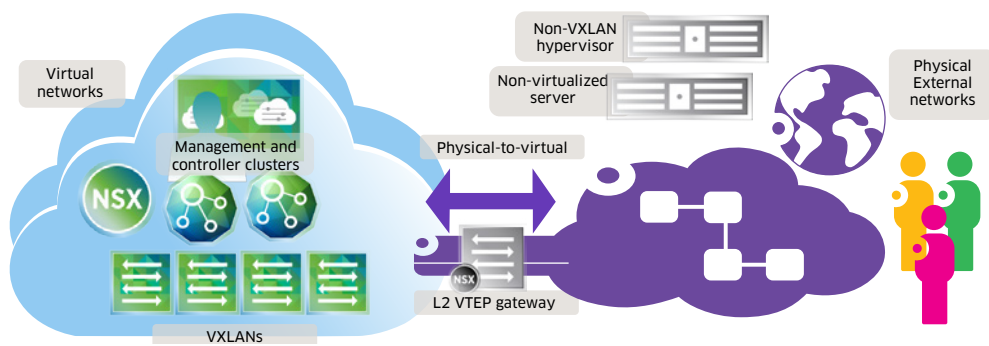 Virtual
networks
Management and
controller clusters
NSX
VXLANs
Physical-to-virtual
NSX
L2 VTEP gateway
Non-VXLAN
hypervisor
Non-virtualized
server
Physical
External
networks